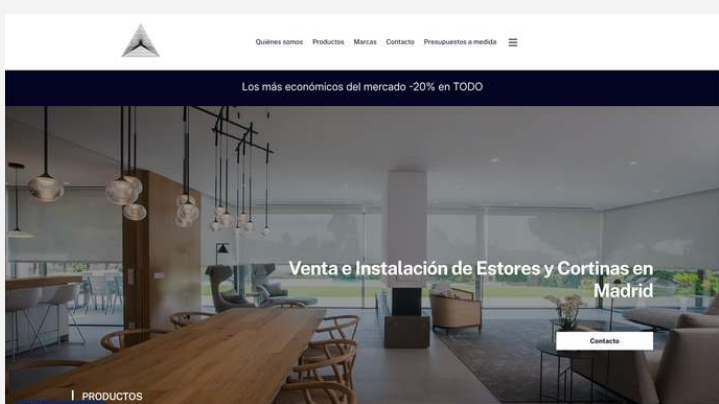 Quiénes somos Productos Marcas Contacto Presupuestos a medida
Los más económicos del mercado -20% en TODO
Venta e Instalación de Estores y Cortinas en
Madrid
Contacto
PRODUCTOS